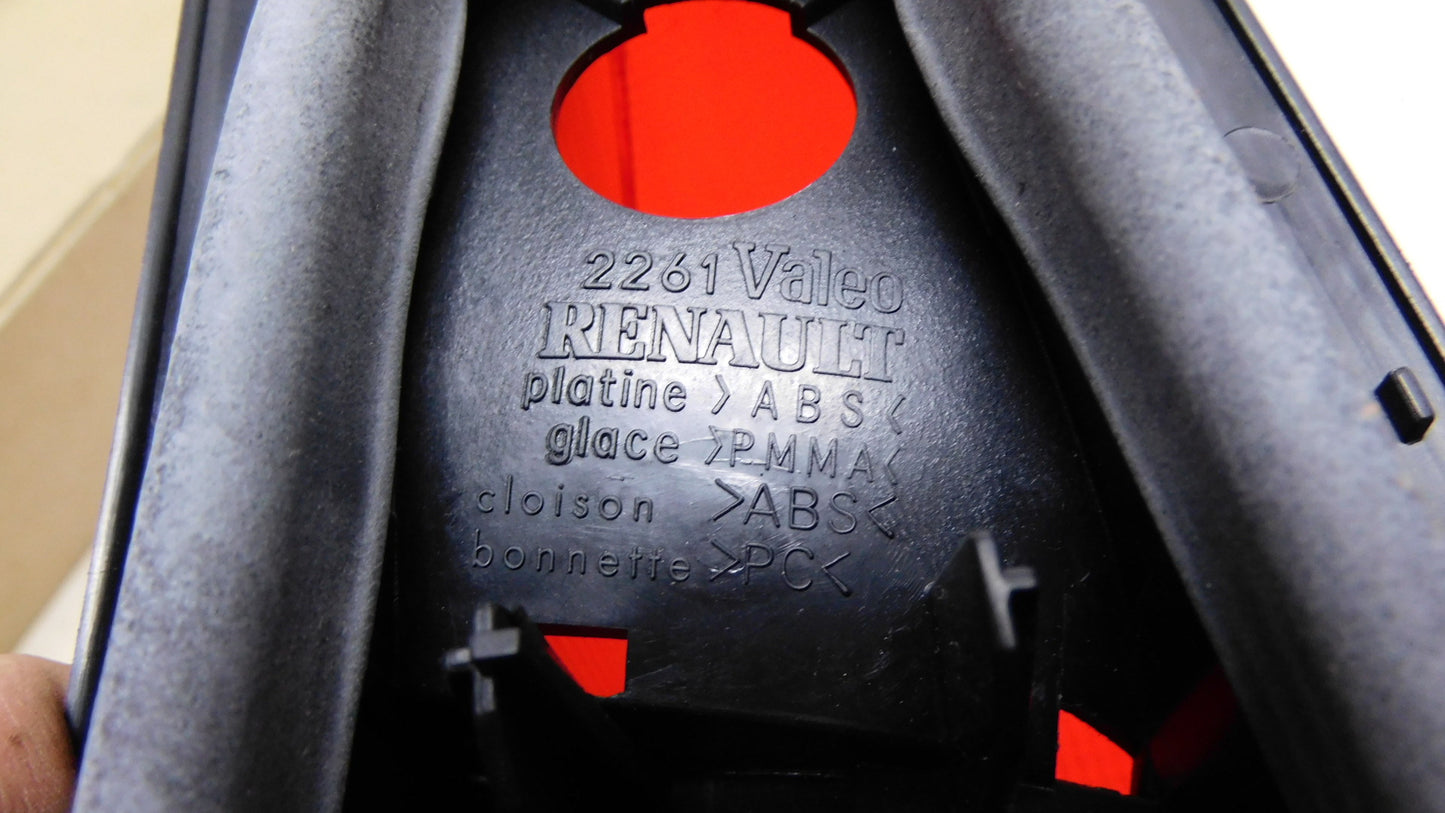 2261 Valeo
RENAULT
platine >ABS<
glace >PMMA<
cloison >ABS<
bonnette >PC<